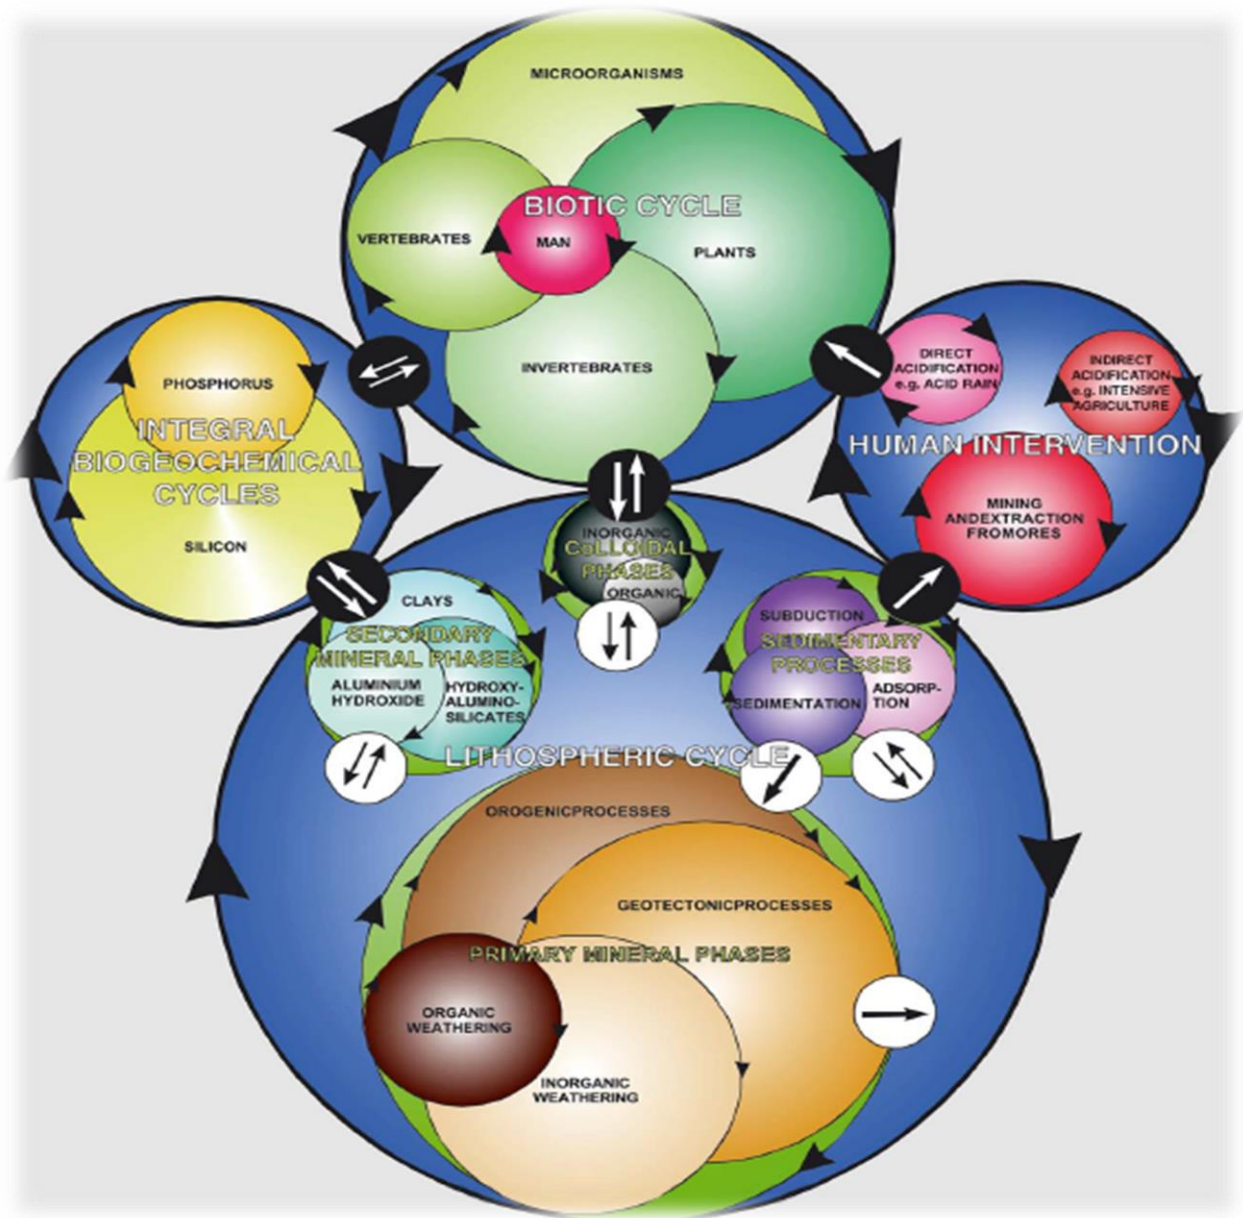 MICROORGANISMS
BIOTIC CYCLE
VERTEBRATES
MAN
PLANTS
INVERTEBRATES
PHOSPHORUS
INTEGRAL
BIOGEOCHEMICAL
CYCLES
SILICON
DIRECT
ACIDIFICATION
e.g. ACID RAIN
INDIRECT
ACIDIFICATION
e.g. INTENSIVE
AGRICULTURE
HUMAN INTERVENTION
MINING
ANDEXTRACTION
FROMORES
INORGANIC
COLLOIDAL
PHASES
ORGANIC
CLAYS
SECONDARY
MINERAL PHASES
ALUMINIUM
HYDROXIDE
HYDROXY-
ALUMINO-
SILICATES
SUBDUCTION
SEDIMENTARY
PROCESSES
SEDIMENTATION
ADSORP-
TION
LITHOSPHERIC CYCLE
OROGENICPROCESSES
GEOTECTONICPROCESSES
PRIMARY MINERAL PHASES
ORGANIC
WEATHERING
INORGANIC
WEATHERING